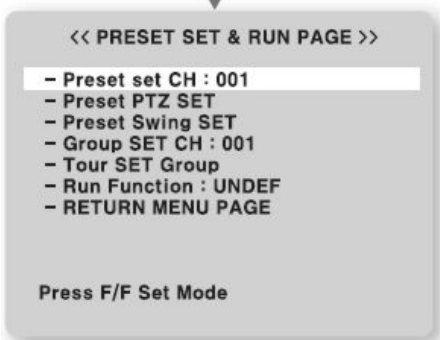 << PRESET SET & RUN PAGE >>
– Preset set CH : 001
– Preset PTZ SET
– Preset Swing SET
– Group SET CH : 001
– Tour SET Group
– Run Function : UNDEF
– RETURN MENU PAGE
Press F/F Set Mode